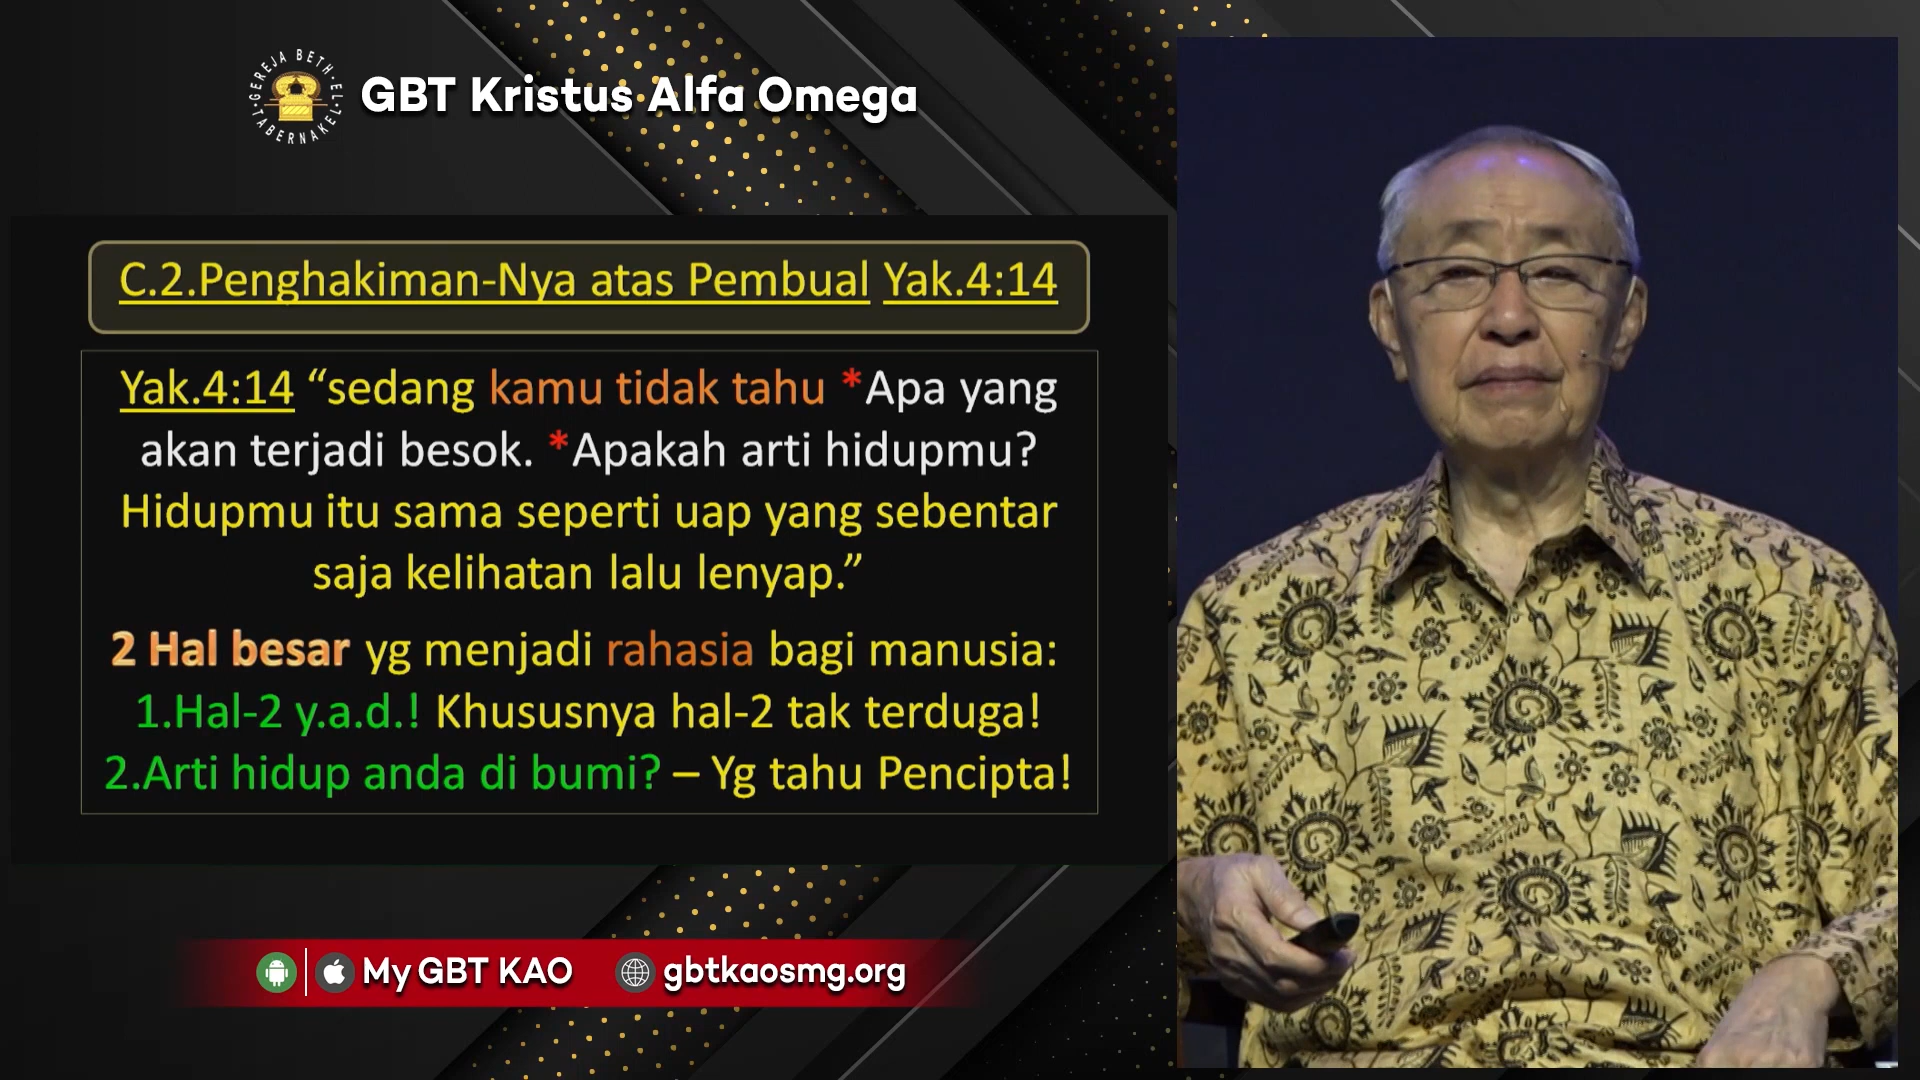 GEREJA BETH-EL TABERNAKEL
GBT Kristus Alfa Omega
C.2.Penghakiman-Nya atas Pembual Yak.4:14
Yak.4:14 “sedang kamu tidak tahu *Apa yang
akan terjadi besok. *Apakah arti hidupmu?
Hidupmu itu sama seperti uap yang sebentar
saja kelihatan lalu lenyap.”
2 Hal besar yg menjadi rahasia bagi manusia:
1.Hal-2 y.a.d.! Khususnya hal-2 tak terduga!
2.Arti hidup anda di bumi? – Yg tahu Pencipta!
My GBT KAO
gbtkaosmg.org